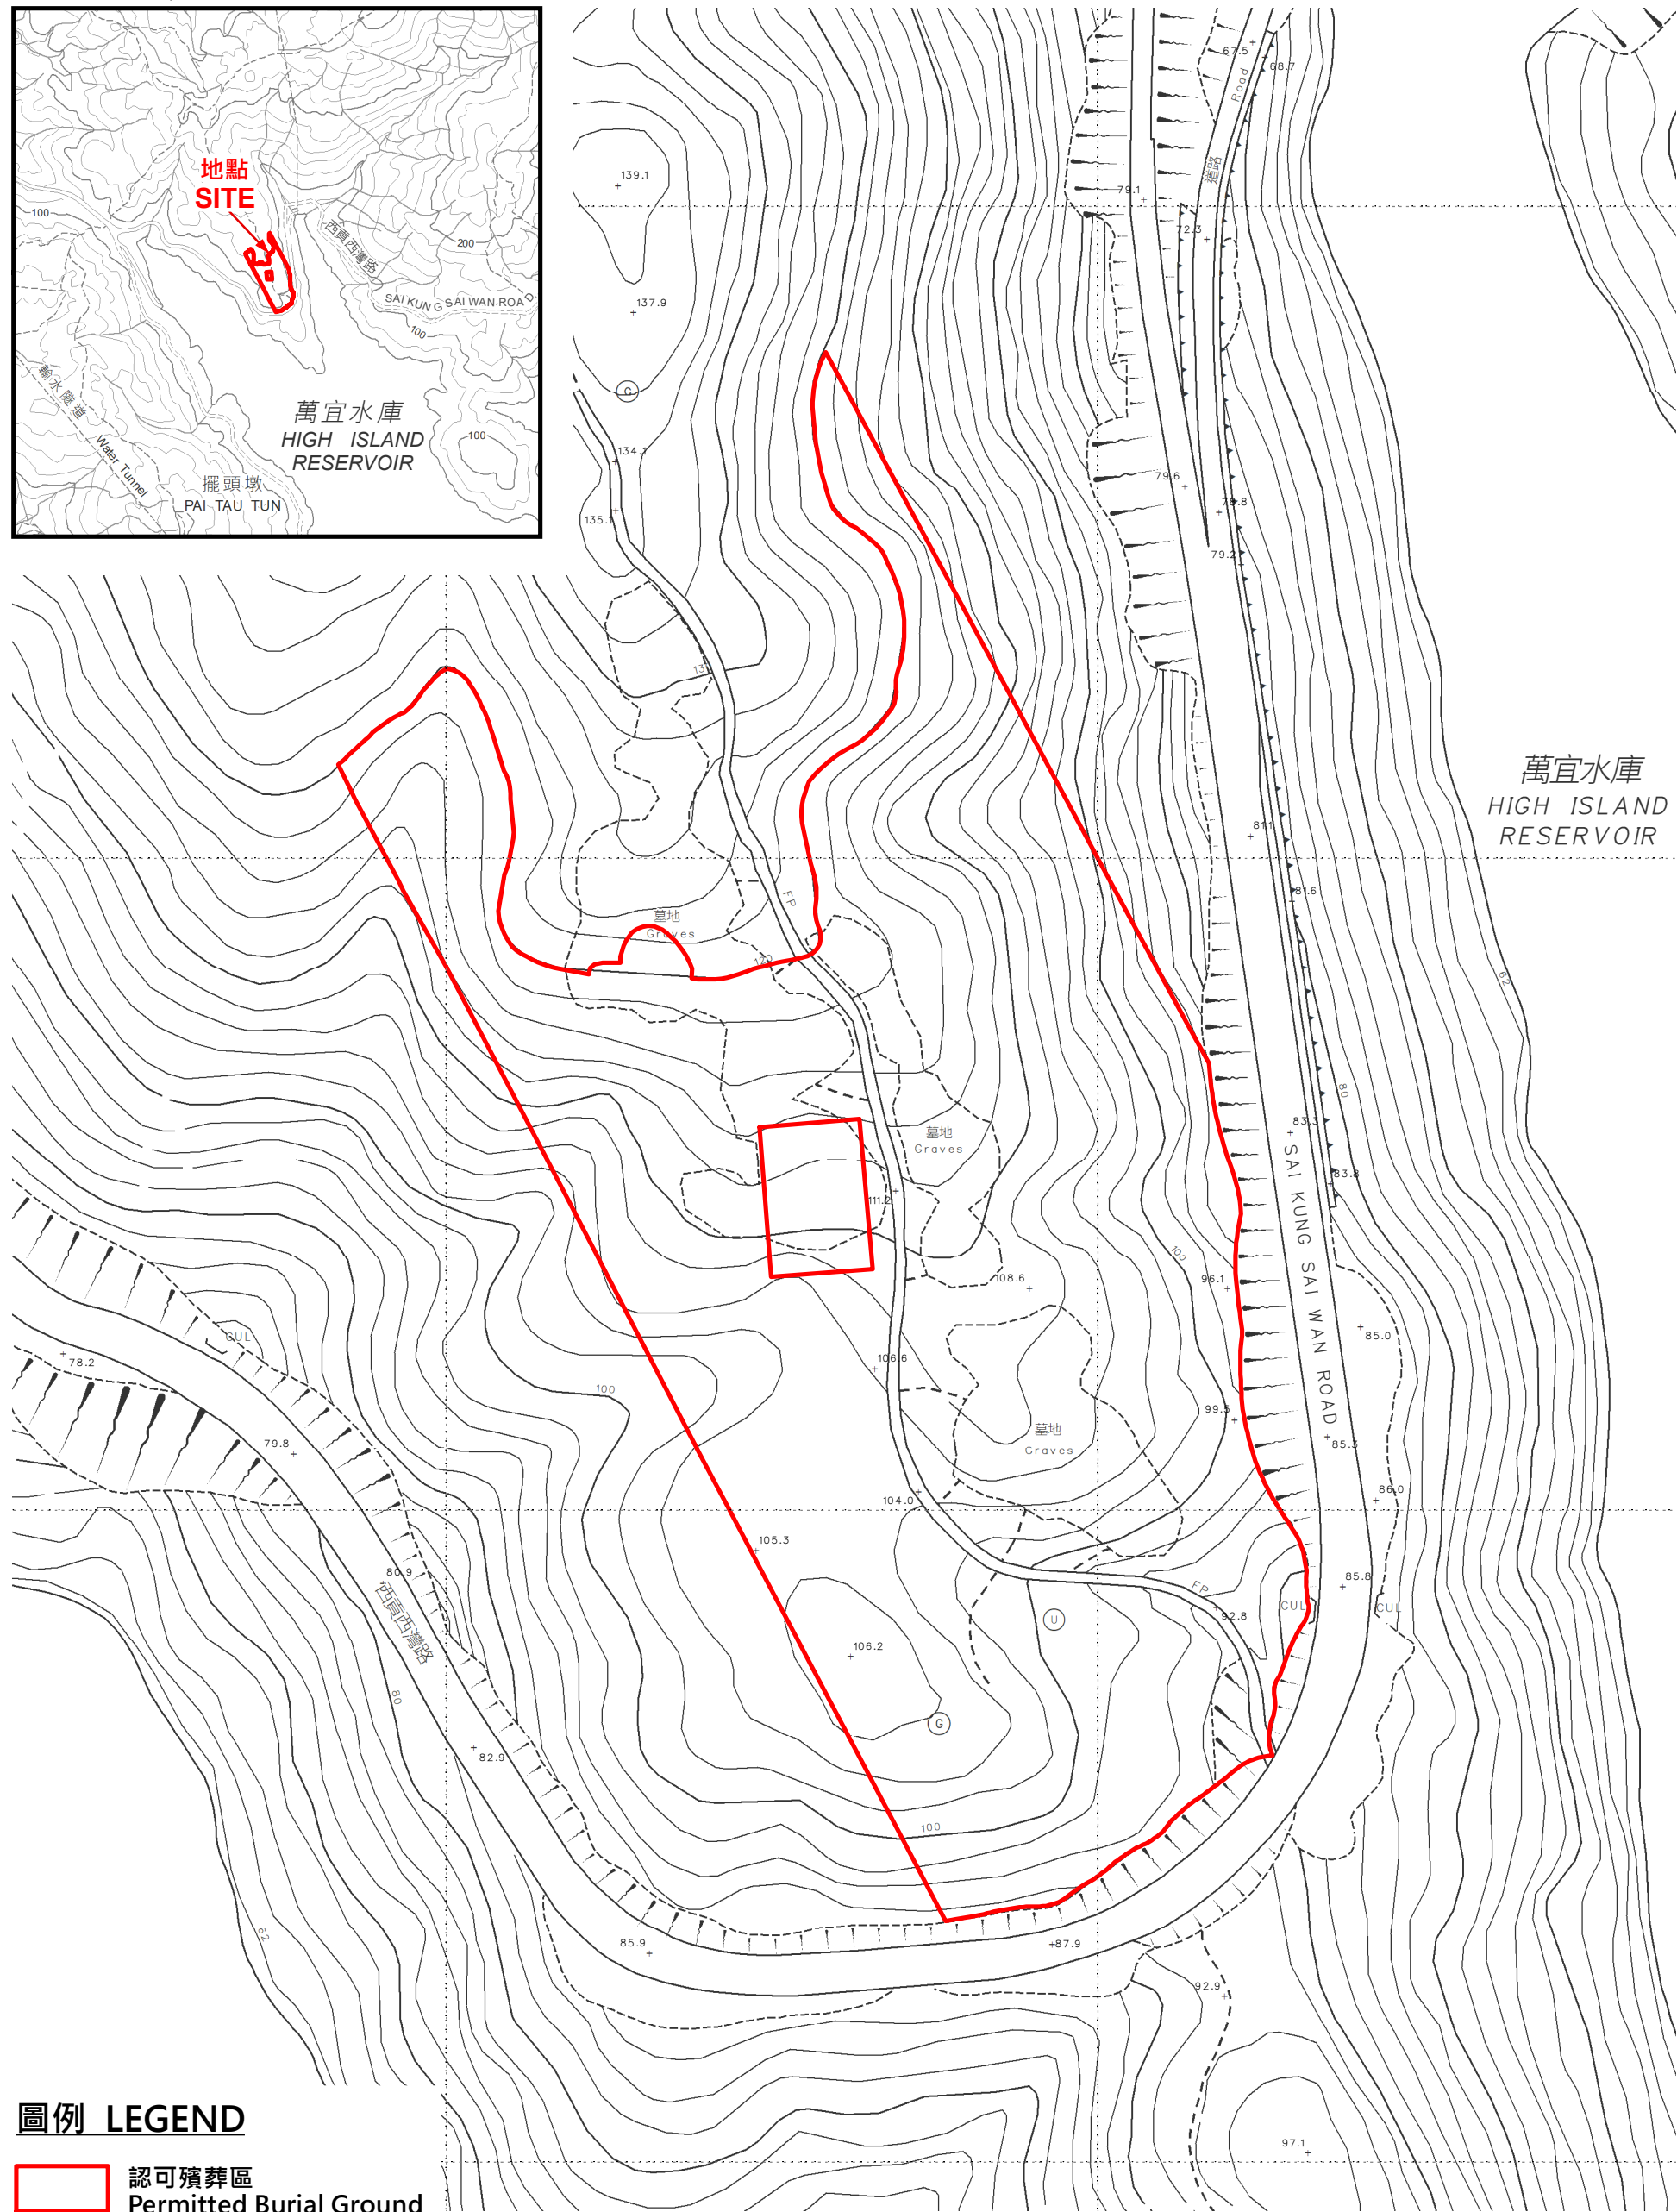 地點
SITE
100
西貢西灣路
200
SAI KUNG SAI WAN ROAD
100
輸水隧道
Water Tunnel
萬宜水庫
HIGH ISLAND
RESERVOIR
100
擺頭墩
PAI TAU TUN
67.5
68.7
Road
道路
139.1
79.1
72.3
137.9
G
134.1
135.1
79.6
79.2
萬宜水庫
HIGH ISLAND
RESERVOIR
81.1
81.6
FP
墓地
Graves
120
62
80
83.3
83.8
墓地
Graves
111.2
SAI KUNG SAI WAN ROAD
100
96.1
108.6
85.0
CUL
78.2
106.6
100
99.5
墓地
Graves
85.3
79.8
104.0
86.0
105.3
80.9
西貢西灣路
FP
85.8
92.8
CUL
CUL
U
106.2
80
G
82.9
100
62
85.9
87.9
92.9
97.1
圖例 LEGEND
認可殯葬區
Permitted Burial Ground